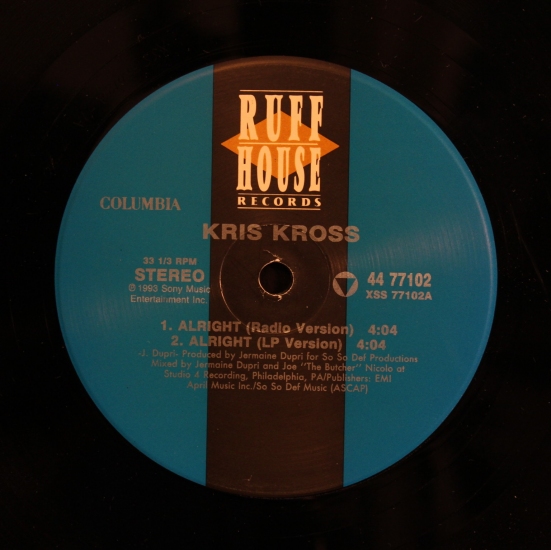 RUFF
HOUSE
RECORDS
COLUMBIA
KRIS KROSS
33 1/3 RPM
STEREO
℗ 1993 Sony Music
Entertainment Inc.
44 77102
XSS 77102A
1. ALRIGHT (Radio Version) 4:04
2. ALRIGHT (LP Version) 4:04
-J. Dupri- Produced by Jermaine Dupri for So So Def Productions
Mixed by Jermaine Dupri and Joe "The Butcher" Nicolo at
Studio 4 Recording, Philadelphia, PA/Publishers: EMI
April Music Inc./So So Def Music (ASCAP)